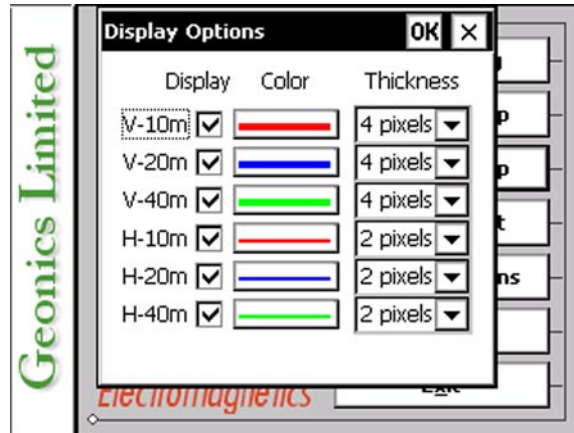 Geonics Limited
Display Options OK
Display Color Thickness
V-10m 4 pixels
V-20m 4 pixels
V-40m 4 pixels
H-10m 2 pixels
H-20m 2 pixels
H-40m 2 pixels
Electromagnetics